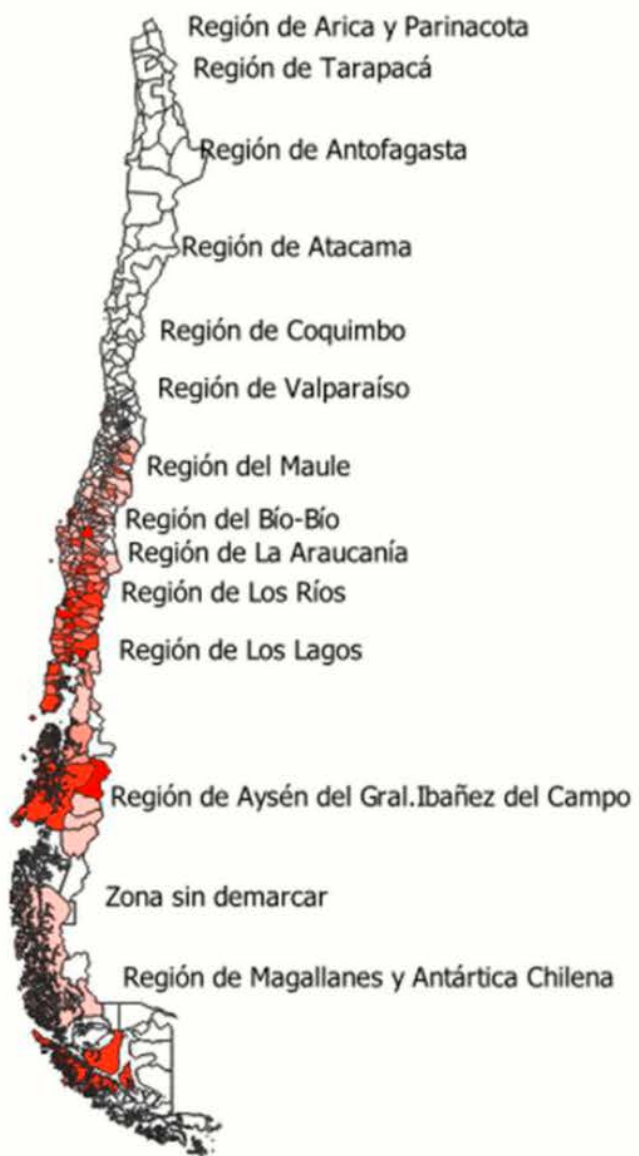 Región de Arica y Parinacota
Región de Tarapacá
Región de Antofagasta
Región de Atacama
Región de Coquimbo
Región de Valparaíso
Región del Maule
Región del Bío-Bío
Región de La Araucanía
Región de Los Ríos
Región de Los Lagos
Región de Aysén del Gral.Ibañez del Campo
Zona sin demarcar
Región de Magallanes y Antártica Chilena